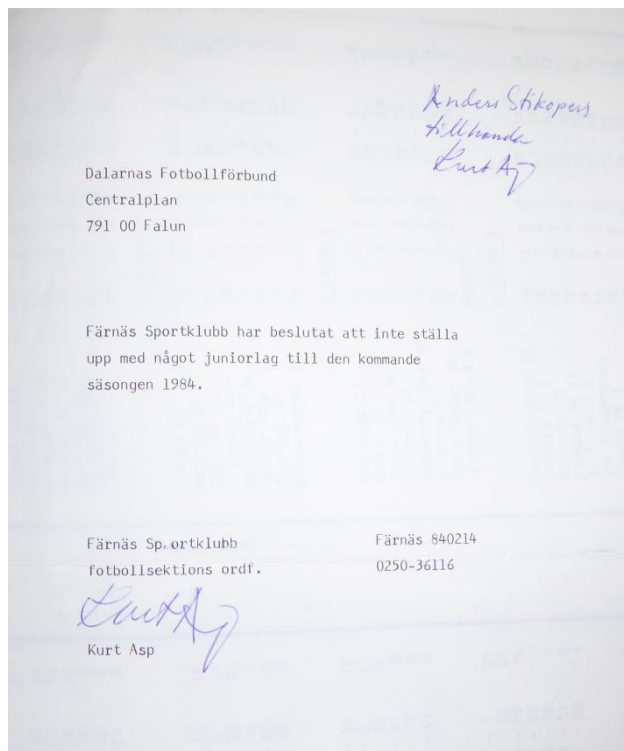 Anders Stikopers
tillhanda
Kurt Asp
Dalarnas Fotbollförbund
Centralplan
791 00 Falun
Färnäs Sportklubb har beslutat att inte ställa
upp med något juniorlag till den kommande
säsongen 1984.
Färnäs Sp.ortklubb
fotbollsektions ordf.
Färnäs 840214
0250-36116
Kurt Asp
Kurt Asp